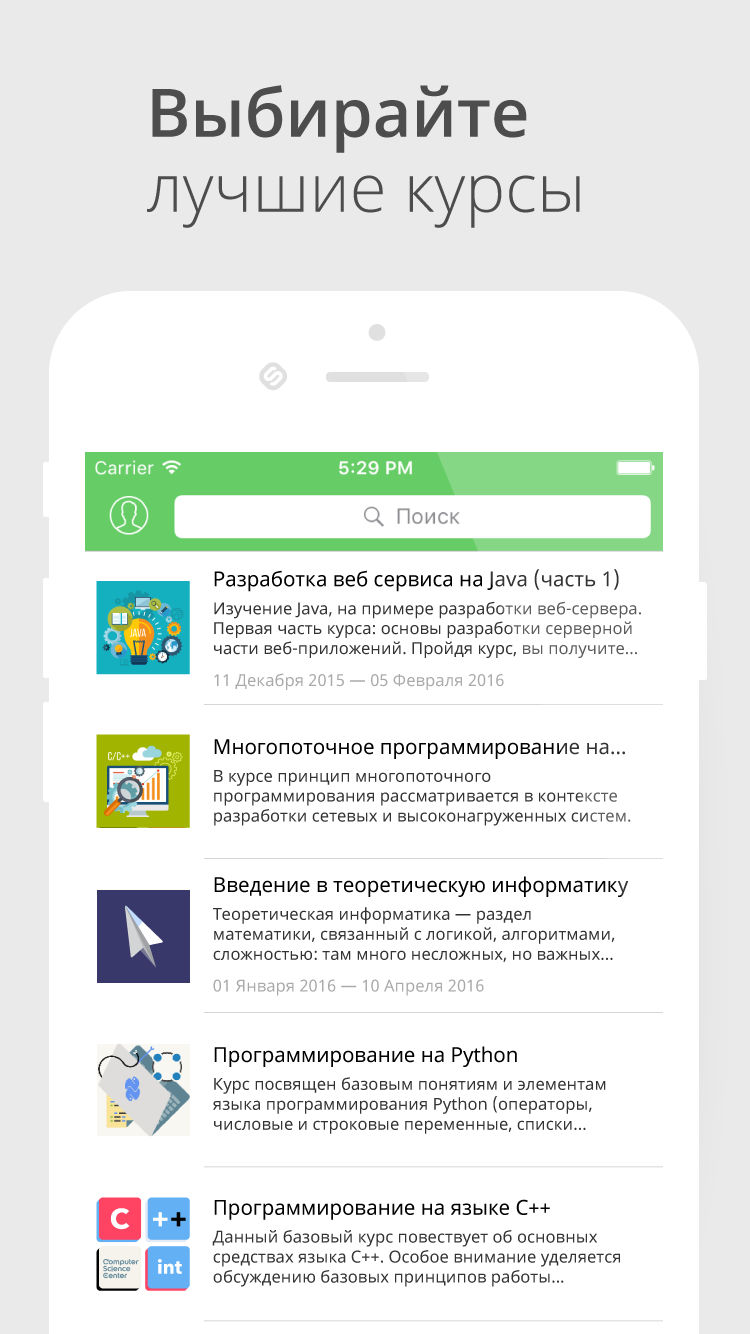 Выбирайте
лучшие курсы
Carrier 5:29 PM
Поиск
Разработка веб сервиса на Java (часть 1)
Изучение Java, на примере разработки веб-сервера.
Первая часть курса: основы разработки серверной
части веб-приложений. Пройдя курс, вы получите...
11 Декабря 2015 — 05 Февраля 2016
JAVA
Многопоточное программирование на...
В курсе принцип многопоточного
программирования рассматривается в контексте
разработки сетевых и высоконагруженных систем.
C/C++
Введение в теоретическую информатику
Теоретическая информатика — раздел
математики, связанный с логикой, алгоритмами,
сложностью: там много несложных, но важных...
01 Января 2016 — 10 Апреля 2016
Программирование на Python
Курс посвящен базовым понятиям и элементам
языка программирования Python (операторы,
числовые и строковые переменные, списки...
Программирование на языке C++
Данный базовый курс повествует об основных
средствах языка C++. Особое внимание уделяется
обсуждению базовых принципов работы...
C ++
Computer
Science
Center
int